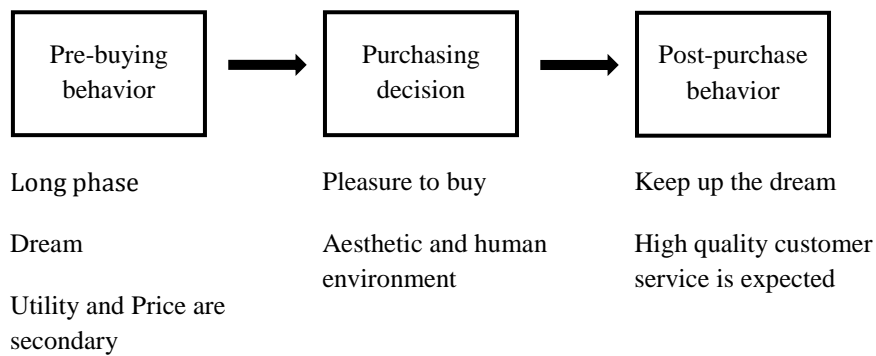 Pre-buying
behavior
Purchasing
decision
Post-purchase
behavior
Long phase
Dream
Utility and Price are
secondary
Pleasure to buy
Aesthetic and human
environment
Keep up the dream
High quality customer
service is expected